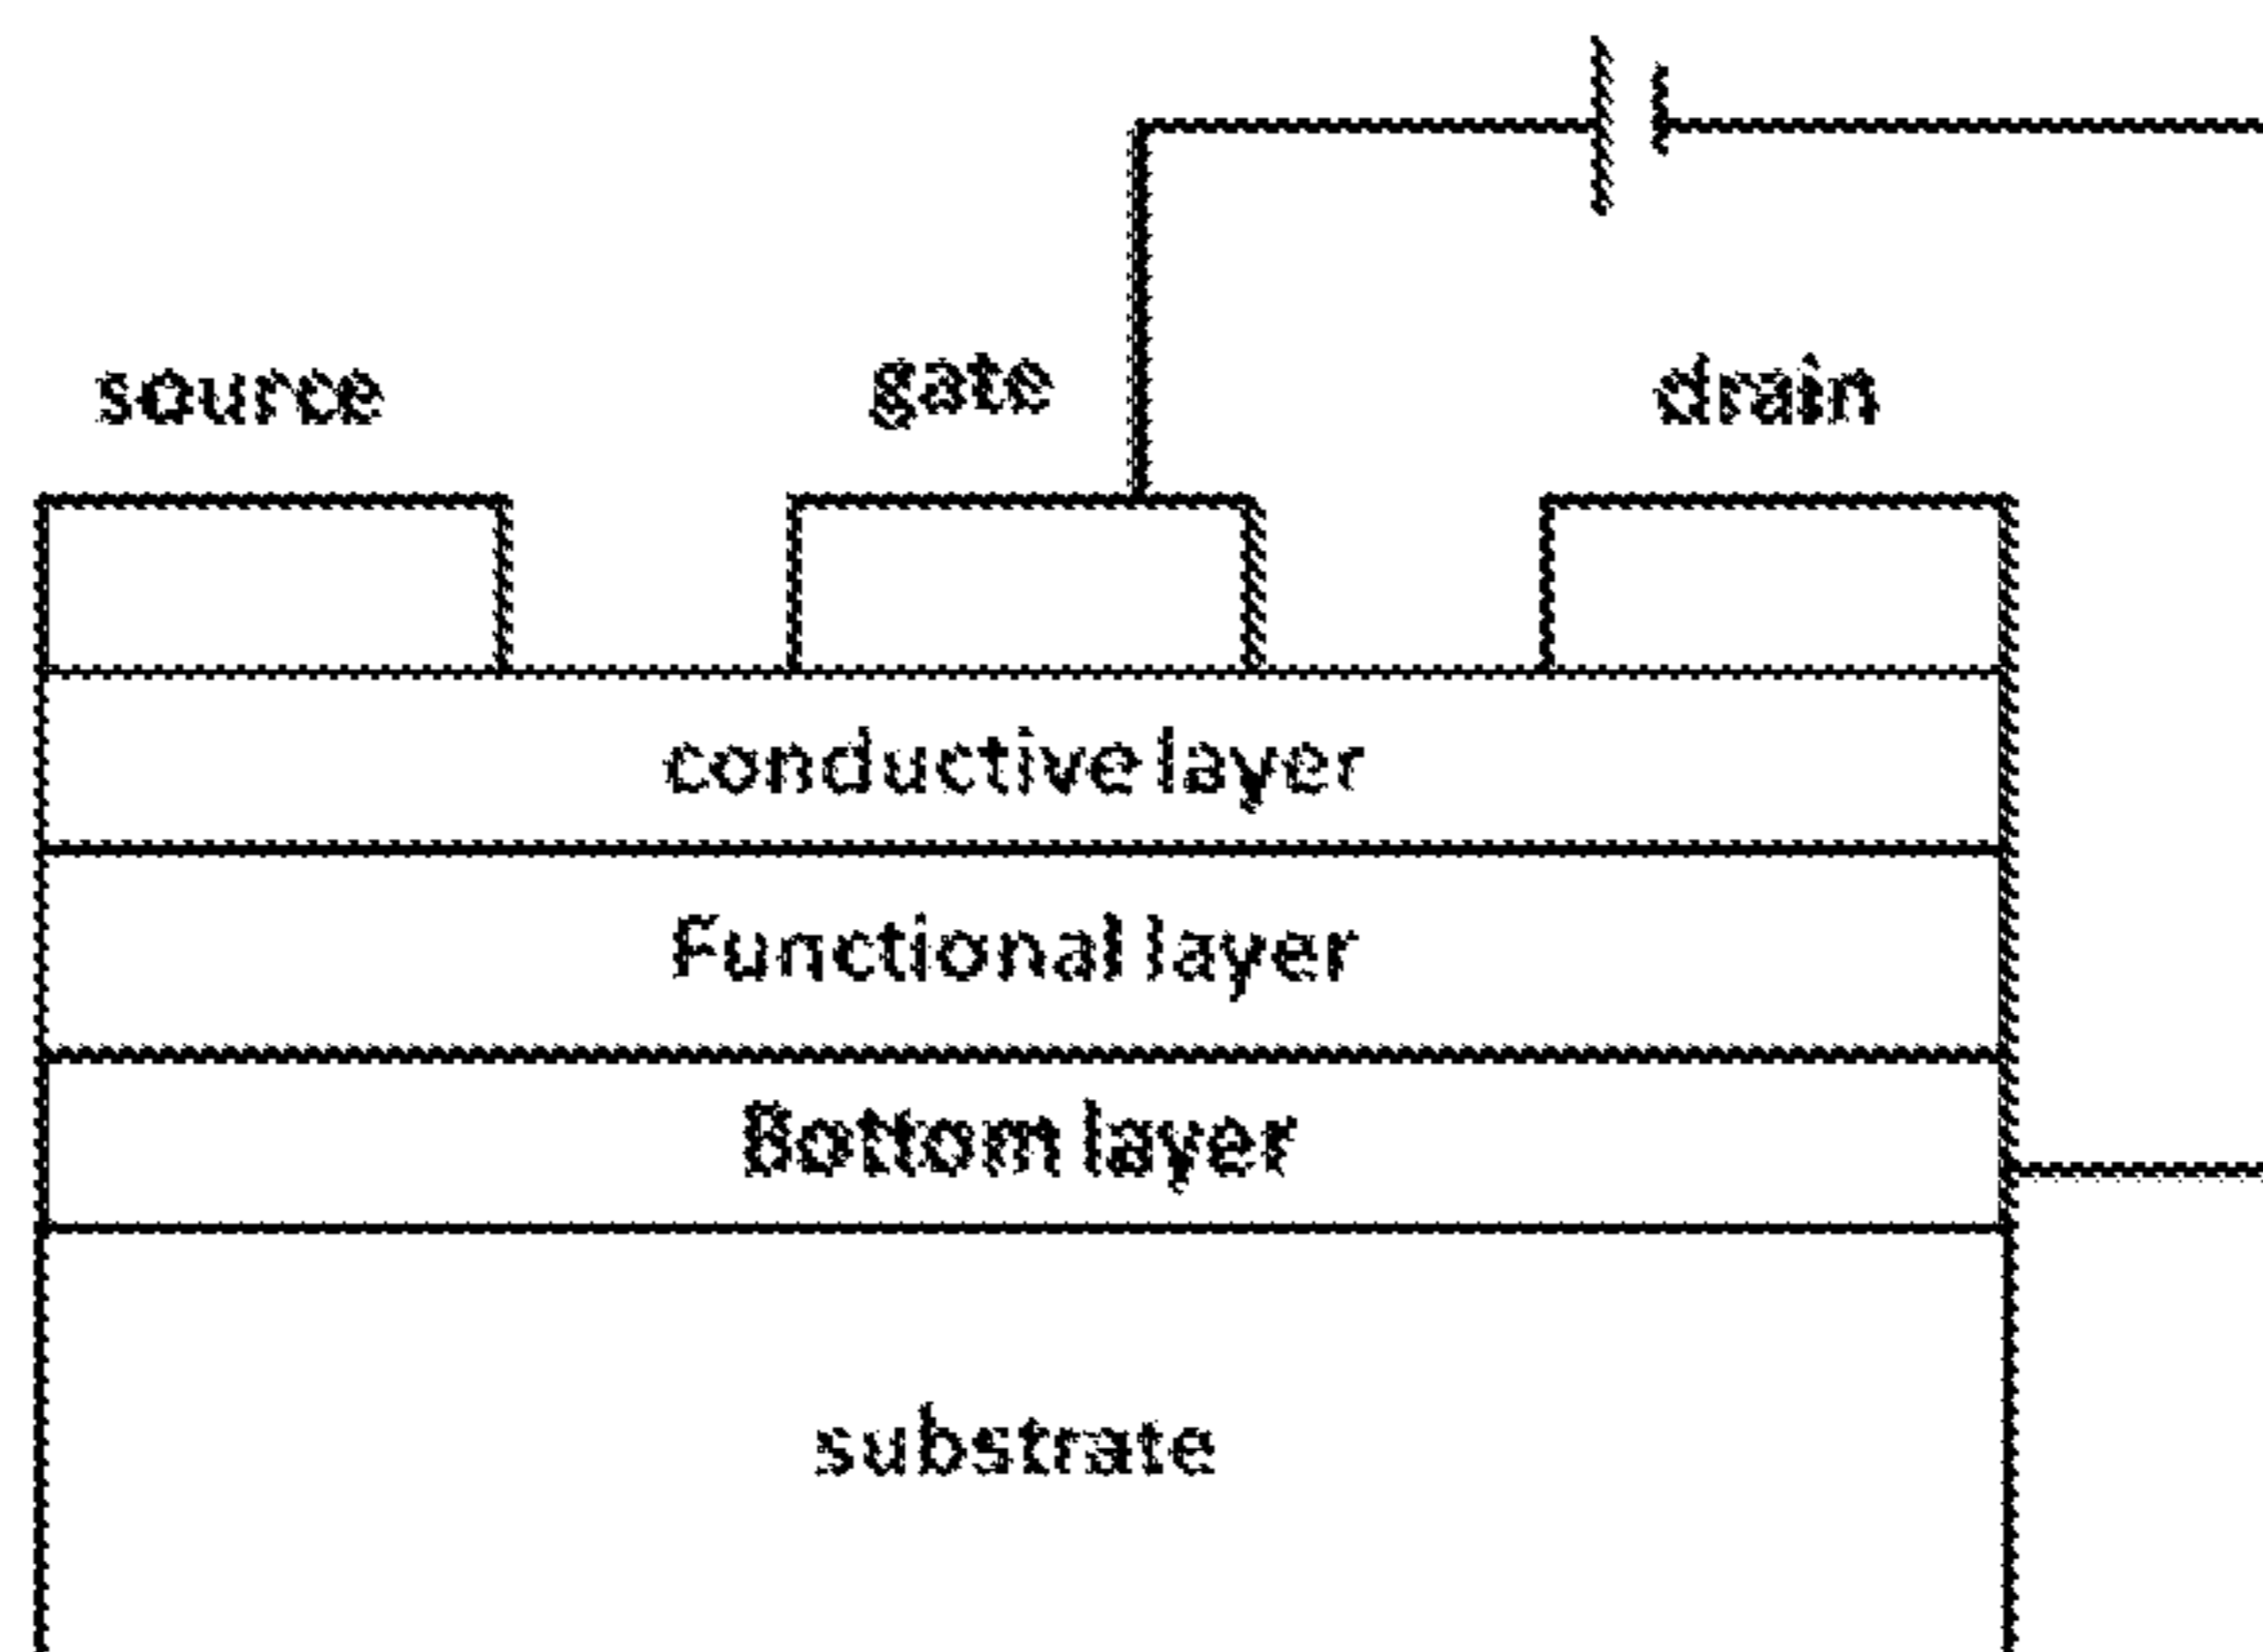 source
gate
drain
conductive layer
Functional layer
Bottom layer
substrate